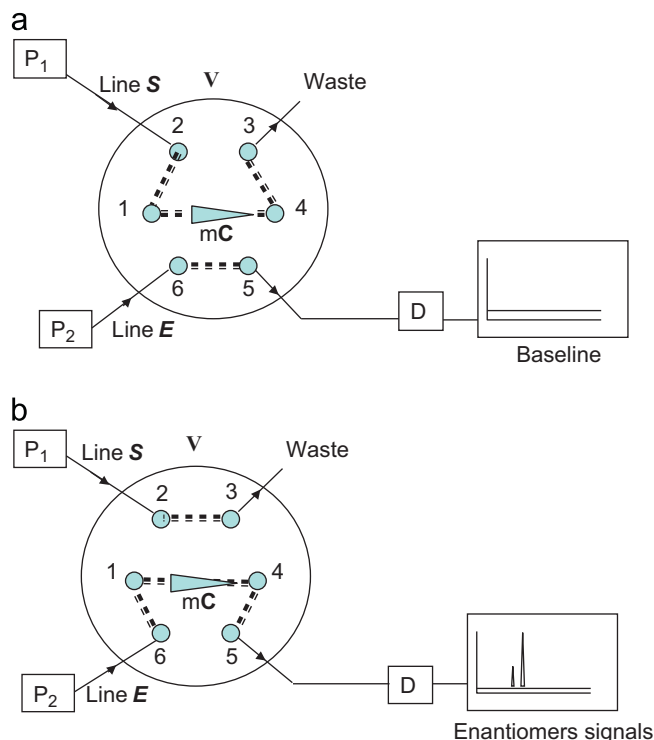 a
P1
Line S
V
Waste
2
3
1
4
mC
6
5
P2
Line E
D
Baseline
b
P1
Line S
V
Waste
2
3
1
4
mC
6
5
P2
Line E
D
Enantiomers signals